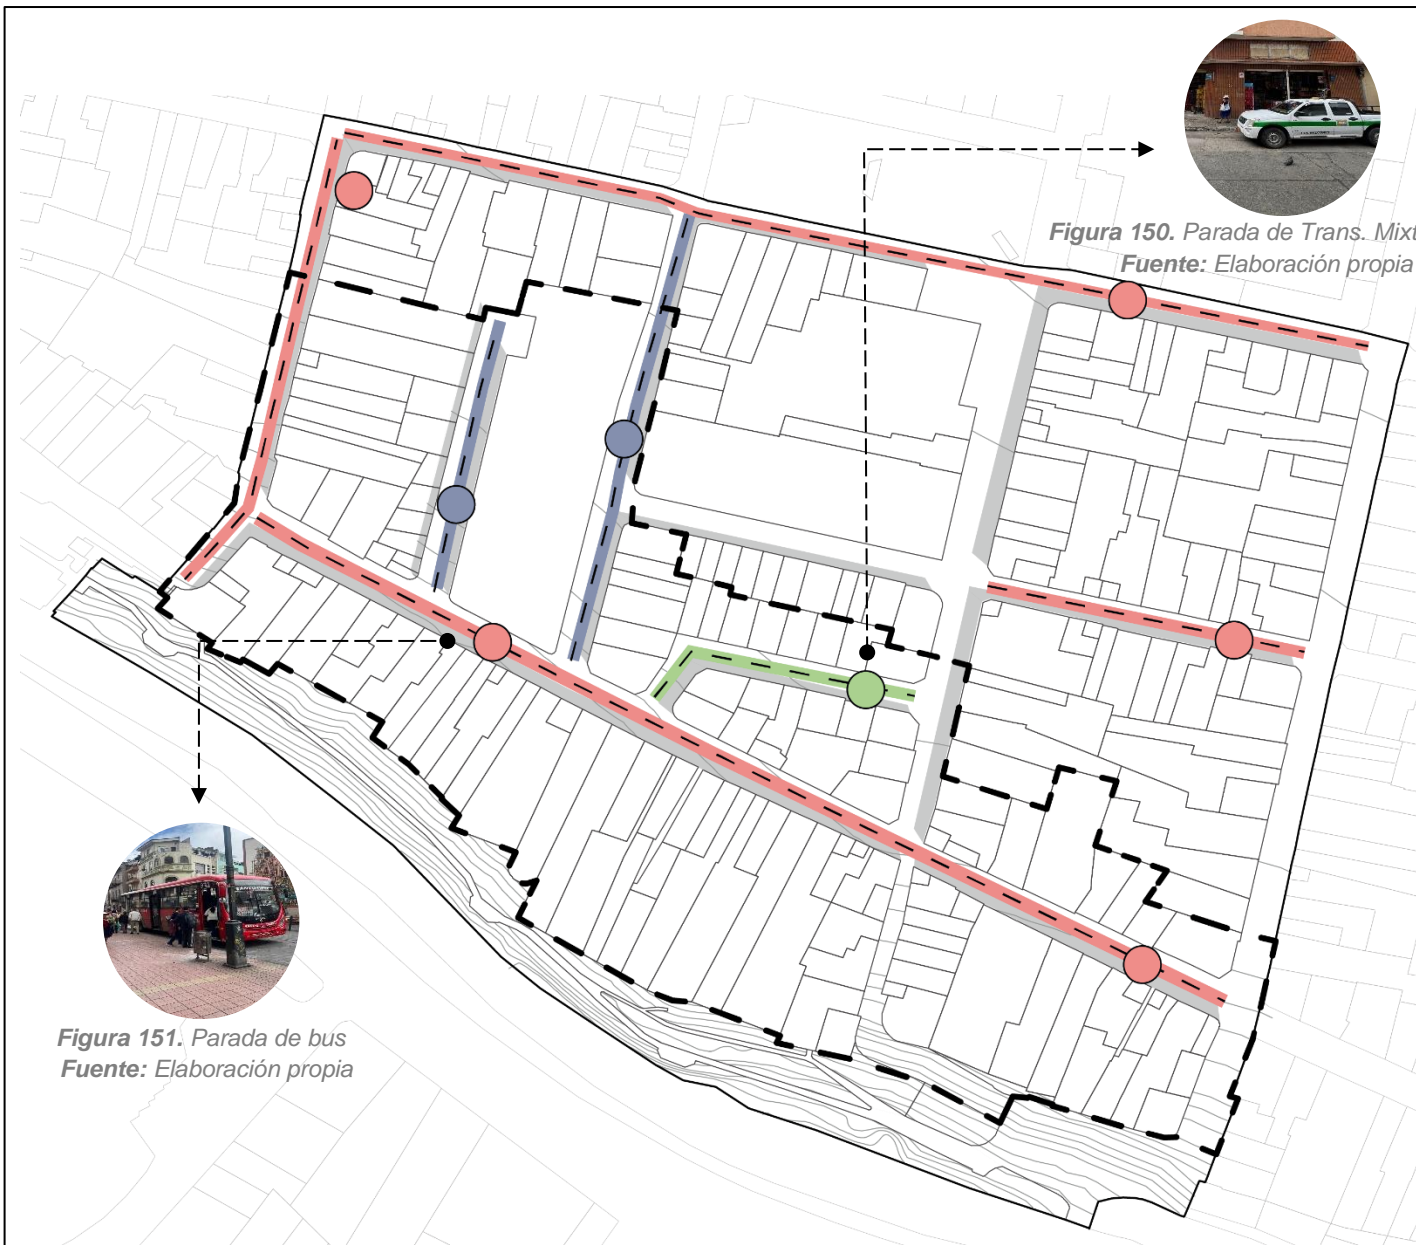 Figura 150. Parada de Trans. Mixt
Fuente: Elaboración propia
Figura 151. Parada de bus
Fuente: Elaboración propia